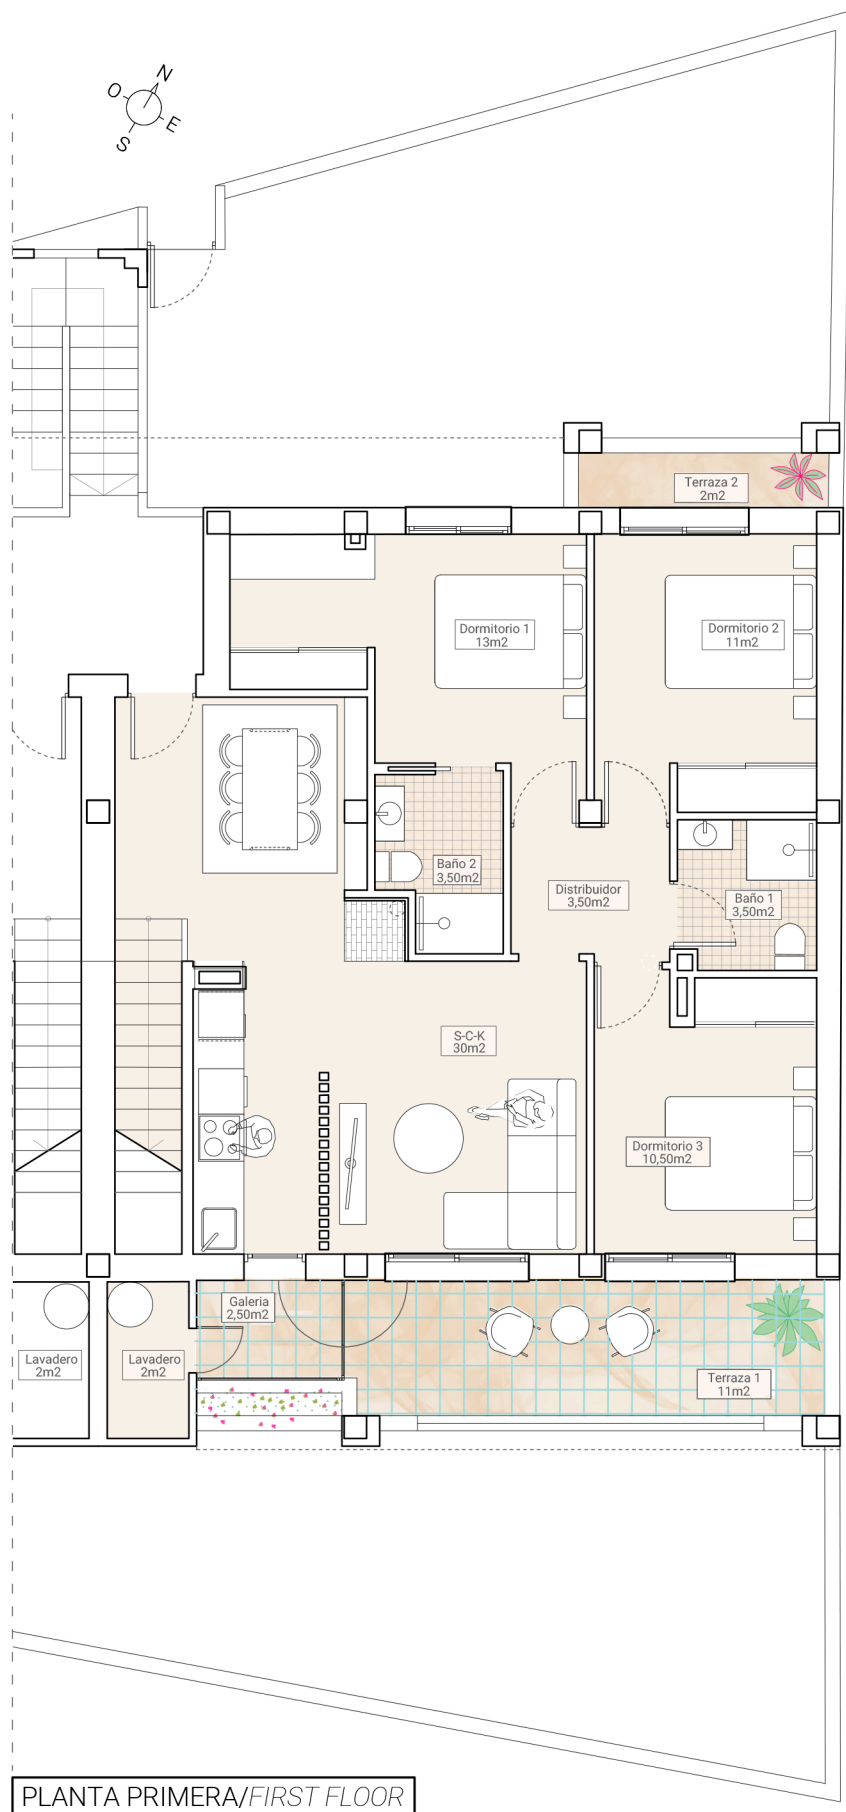 N
O
E
S
Terraza 2
2m2
Dormitorio 1
13m2
Dormitorio 2
11m2
Baño 2
3,50m2
Distribuidor
3,50m2
Baño 1
3,50m2
S-C-K
30m2
Dormitorio 3
10,50m2
Galeria
2,50m2
Lavadero
2m2
Lavadero
2m2
Terraza 1
11m2
PLANTA PRIMERA/FIRST FLOOR